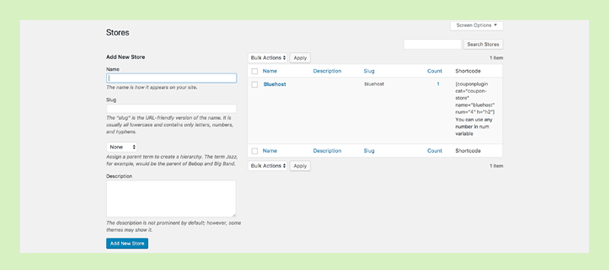 Screen Options
Stores
Search Stores
Add New Store
Bulk Actions Apply
1 item
Name
Name Description Slug Count Shortcode
The name is how it appears on your site.
Bluehost
bluehost
1
[couponplugin
cat="coupon-
store"
name="bluehost"
num="4" h="h2"]
You can use any
number in num
variable
Slug
The "slug" is the URL-friendly version of the name. It is
usually all lowercase and contains only letters, numbers,
and hyphens.
None
Assign a parent term to create a hierarchy. The term Jazz,
for example, would be the parent of Bebop and Big Band.
Name Description Slug Count Shortcode
Bulk Actions Apply
1 item
Description
The description is not prominent by default; however, some
themes may show it.
Add New Store